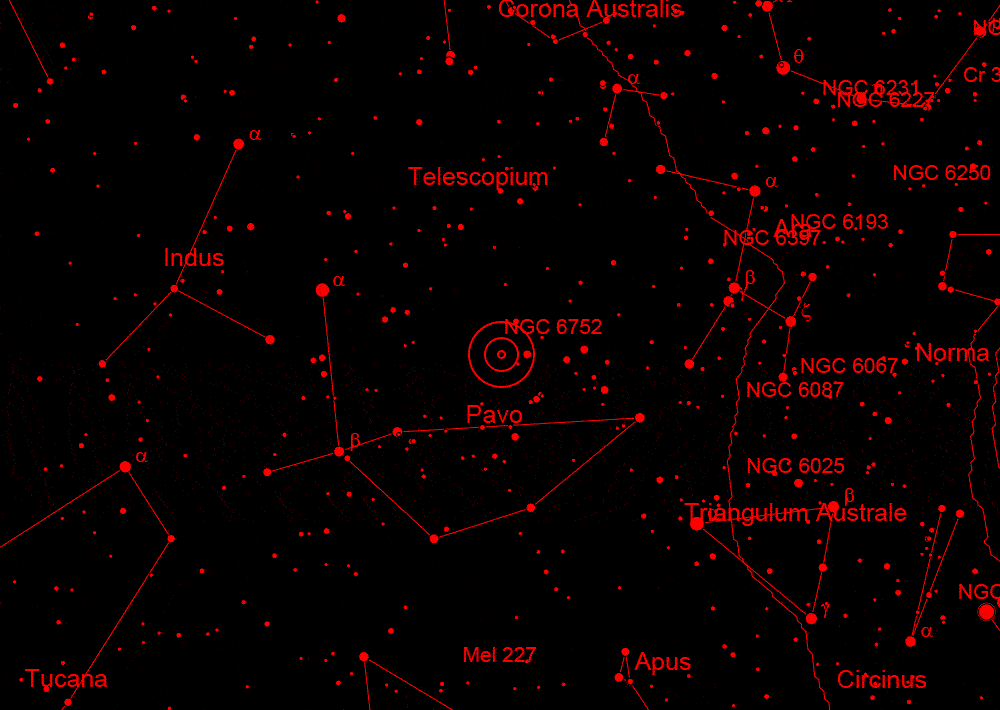 Corona Australis
θ
NGC 6231
Cr 3
α
NGC 6227
α
NGC 6250
Telescopium
α
NGC 6193
Ara
NGC 6397
Indus
α
β
ζ
NGC 6752
Norma
NGC 6067
NGC 6087
Pavo
β
α
NGC 6025
β
Triangulum Australe
NGC
γ
α
Mel 227
Apus
Tucana
Circinus